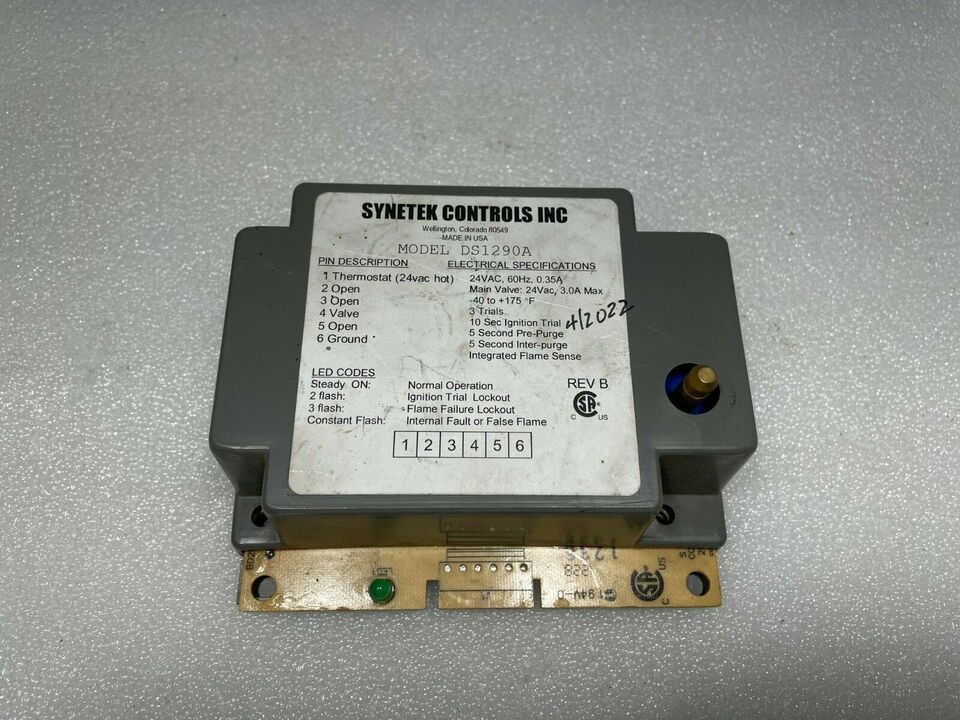 SYNETEK CONTROLS INC
Wellington, Colorado 80549
MADE IN USA
MODEL DS1290A
PIN DESCRIPTION
1 Thermostat (24vac hot)
2 Open
3 Open
4 Valve
5 Open
6 Ground
ELECTRICAL SPECIFICATIONS
24VAC, 60Hz, 0.35A
Main Valve: 24Vac, 3.0A Max
-40 to +175 °F
3 Trials
10 Sec Ignition Trial
5 Second Pre-Purge
5 Second Inter-purge
Integrated Flame Sense
4/2022
LED CODES
Steady ON: Normal Operation
2 flash: Ignition Trial Lockout
3 flash: Flame Failure Lockout
Constant Flash: Internal Fault or False Flame
REV B
C US
1 2 3 4 5 6
LED1
94V-0
C US